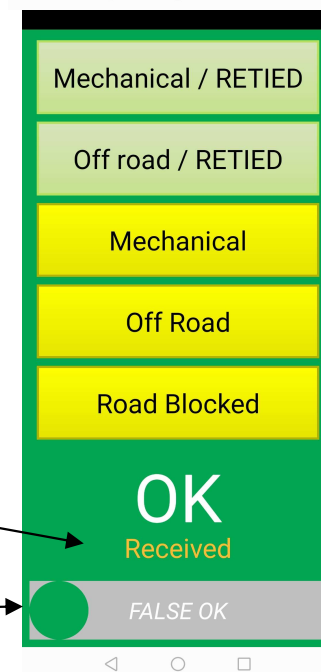 Mechanical / RETIED
Off road / RETIED
Mechanical
Off Road
Road Blocked
OK
Received
FALSE OK